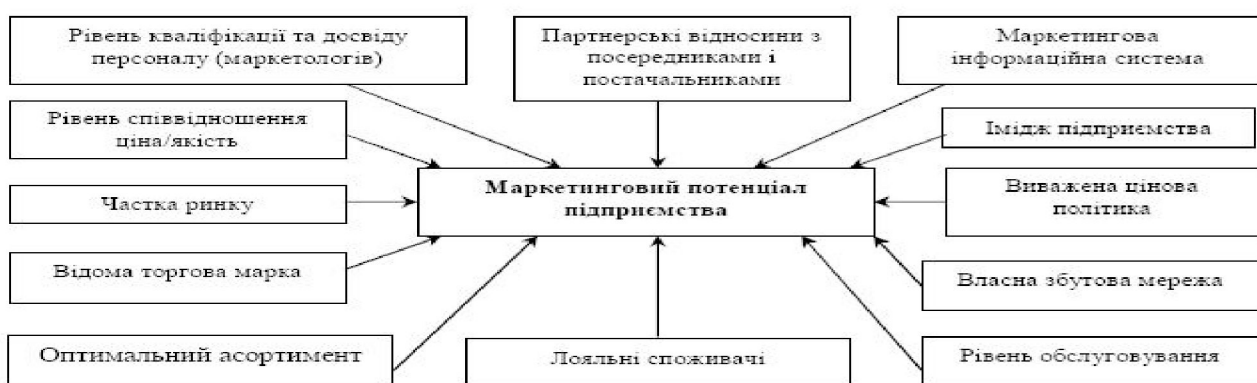 Рівень кваліфікації та досвіду
персоналу (маркетологів)
Партнерські відносини з
посередниками і
постачальниками
Маркетингова
інформаційна система
Рівень співвідношення
ціна/якість
Імідж підприємства
Маркетинговий потенціал
підприємства
Частка ринку
Виважена цінова
політика
Відома торгова марка
Власна збутова мережа
Оптимальний асортимент
Лояльні споживачі
Рівень обслуговування